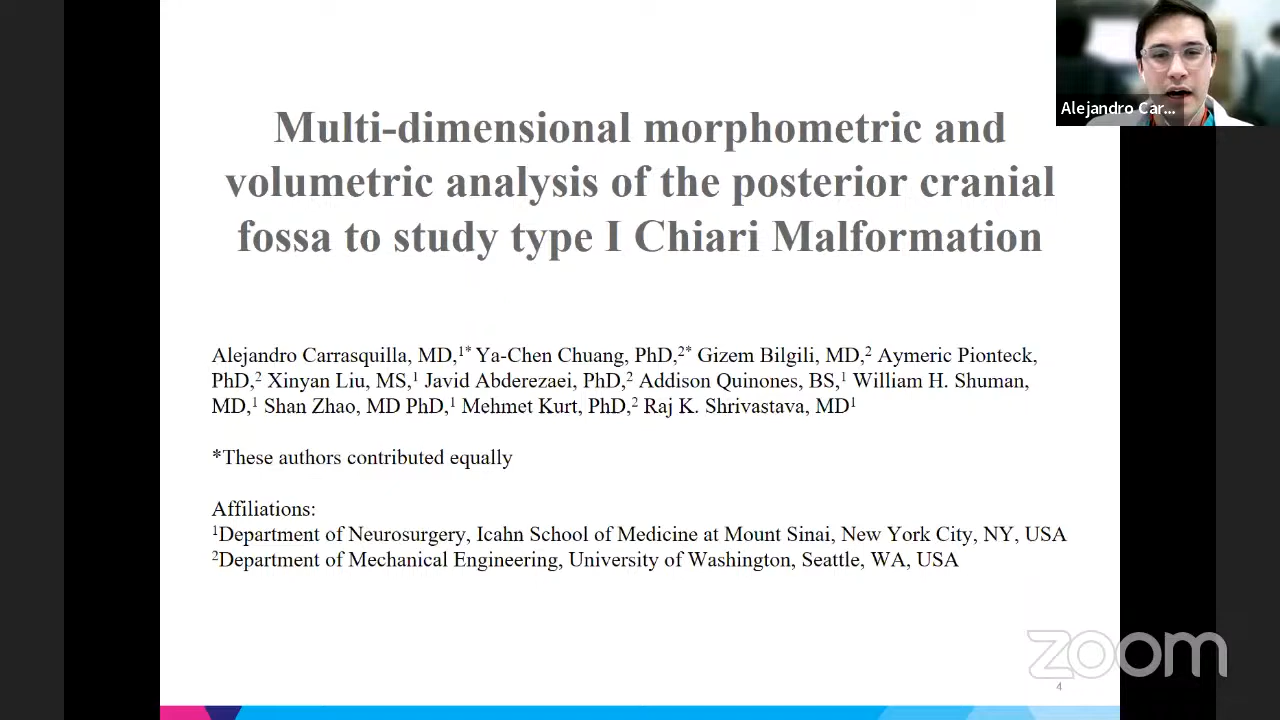 Multi-dimensional morphometric and
volumetric analysis of the posterior cranial
fossa to study type I Chiari Malformation
Alejandro Car...
Alejandro Carrasquilla, MD,¹* Ya-Chen Chuang, PhD,²* Gizem Bilgili, MD,² Aymeric Pionteck,
PhD,² Xinyan Liu, MS,¹ Javid Abderezaei, PhD,² Addison Quinones, BS,¹ William H. Shuman,
MD,¹ Shan Zhao, MD PhD,¹ Mehmet Kurt, PhD,² Raj K. Shrivastava, MD¹
*These authors contributed equally
Affiliations:
¹Department of Neurosurgery, Icahn School of Medicine at Mount Sinai, New York City, NY, USA
²Department of Mechanical Engineering, University of Washington, Seattle, WA, USA
zoom
4